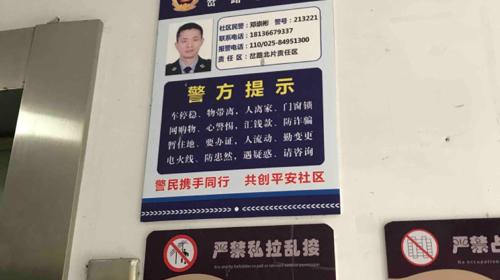 社区民警：郑崇彬 警号：213221
联系电话：18136679337
报警电话：110/025-84951300
责 任 区：岔路北片责任区
警方提示
车停稳、物带离，人离家、门窗锁
网购物、心警惕，汇钱款、防诈骗
暂住地、要办证，人流动、勤变更
电火线、防患然，遇疑惑、请咨询
警民携手同行 共创平安社区
严禁私拉乱接
严禁占